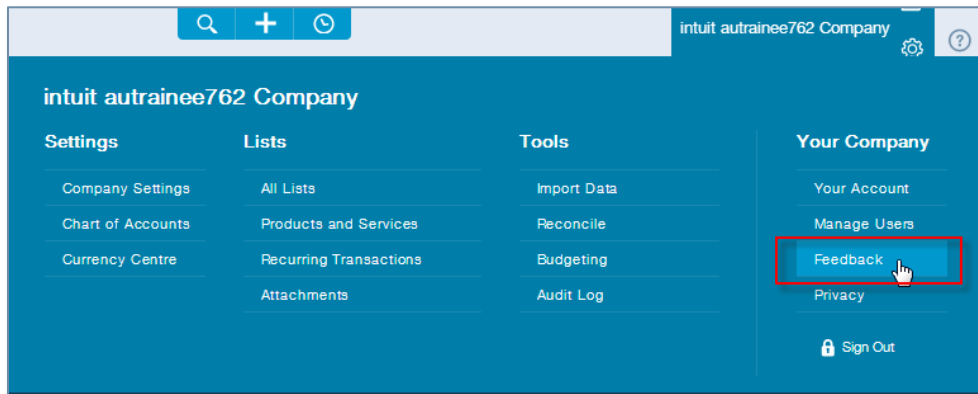 intuit autrainee762 Company
?
intuit autrainee762 Company
Settings
Company Settings
Chart of Accounts
Currency Centre
Lists
All Lists
Products and Services
Recurring Transactions
Attachments
Tools
Import Data
Reconcile
Budgeting
Audit Log
Your Company
Your Account
Manage Users
Feedback
Privacy
Sign Out